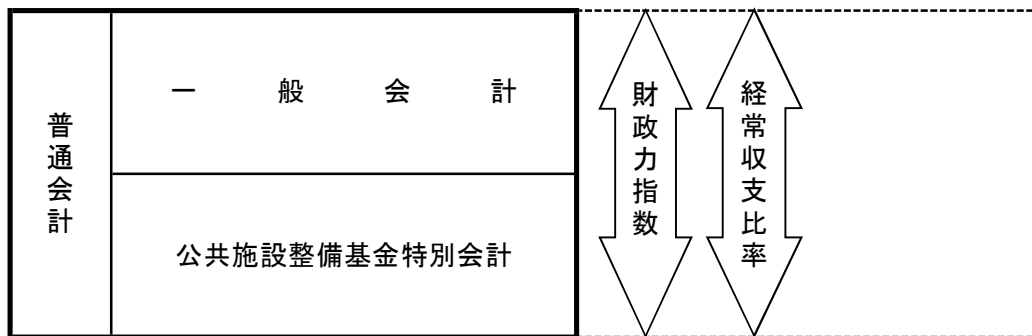 普通会計
一般会計
公共施設整備基金特別会計
財政力指数
経常収支比率